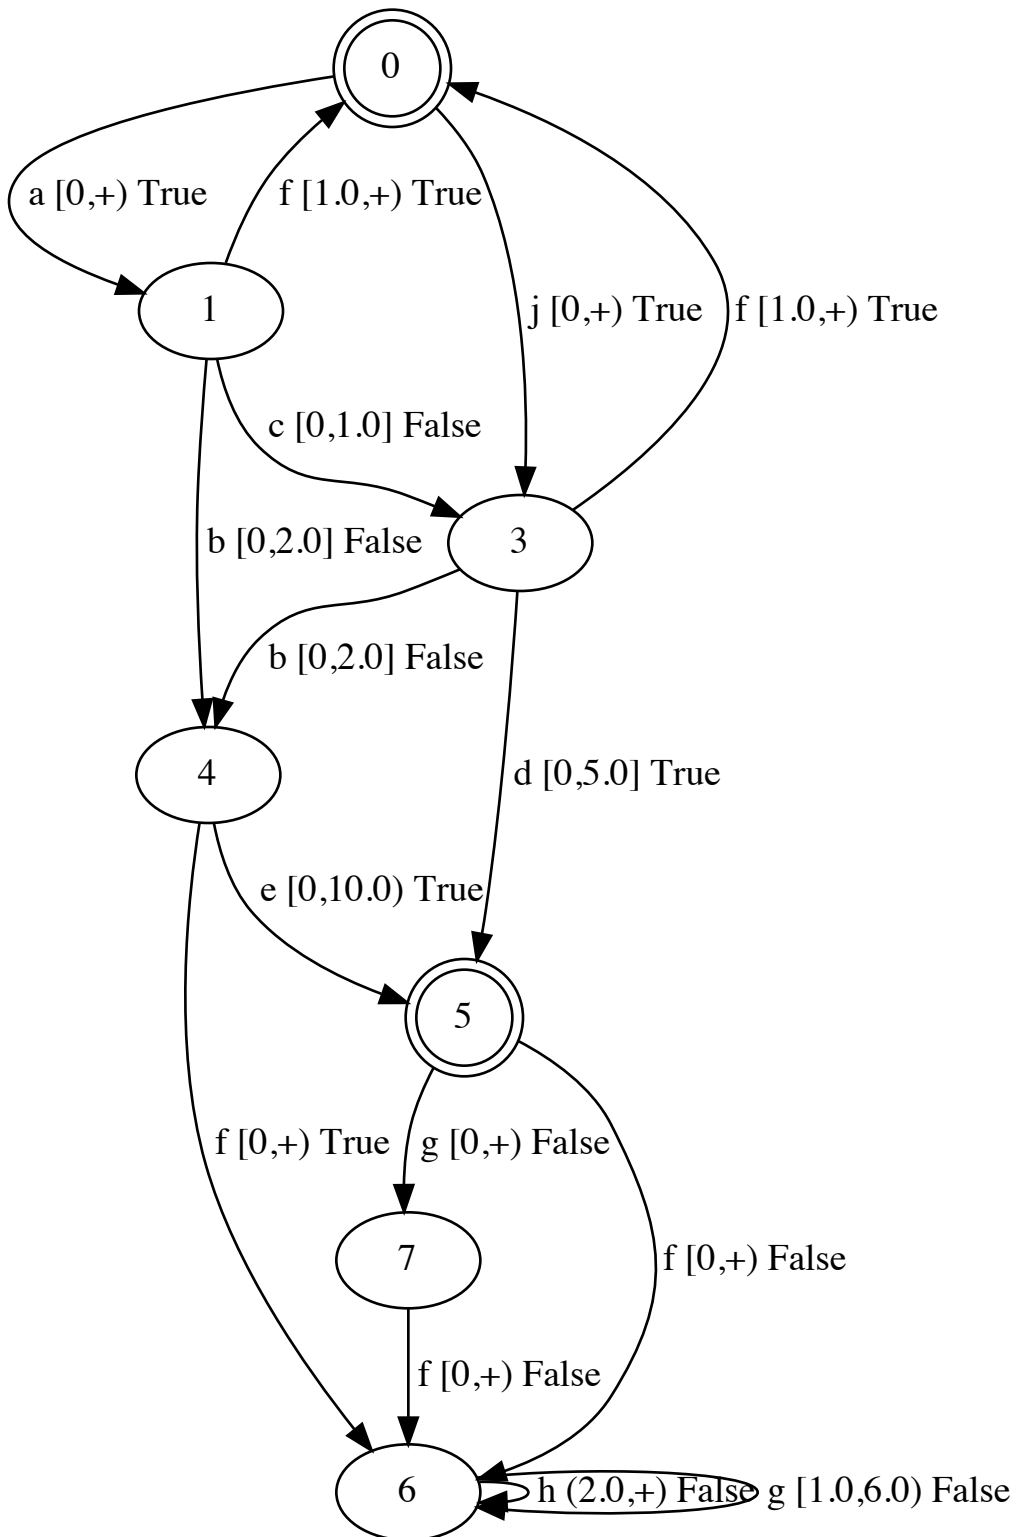 0
a [0,+) True
f [1.0,+) True
1
j [0,+) True
f [1.0,+) True
c [0,1.0] False
b [0,2.0] False
3
b [0,2.0] False
4
d [0,5.0] True
e [0,10.0) True
5
f [0,+) True
g [0,+) False
7
f [0,+) False
f [0,+) False
6
h (2.0,+) False
g [1.0,6.0) False